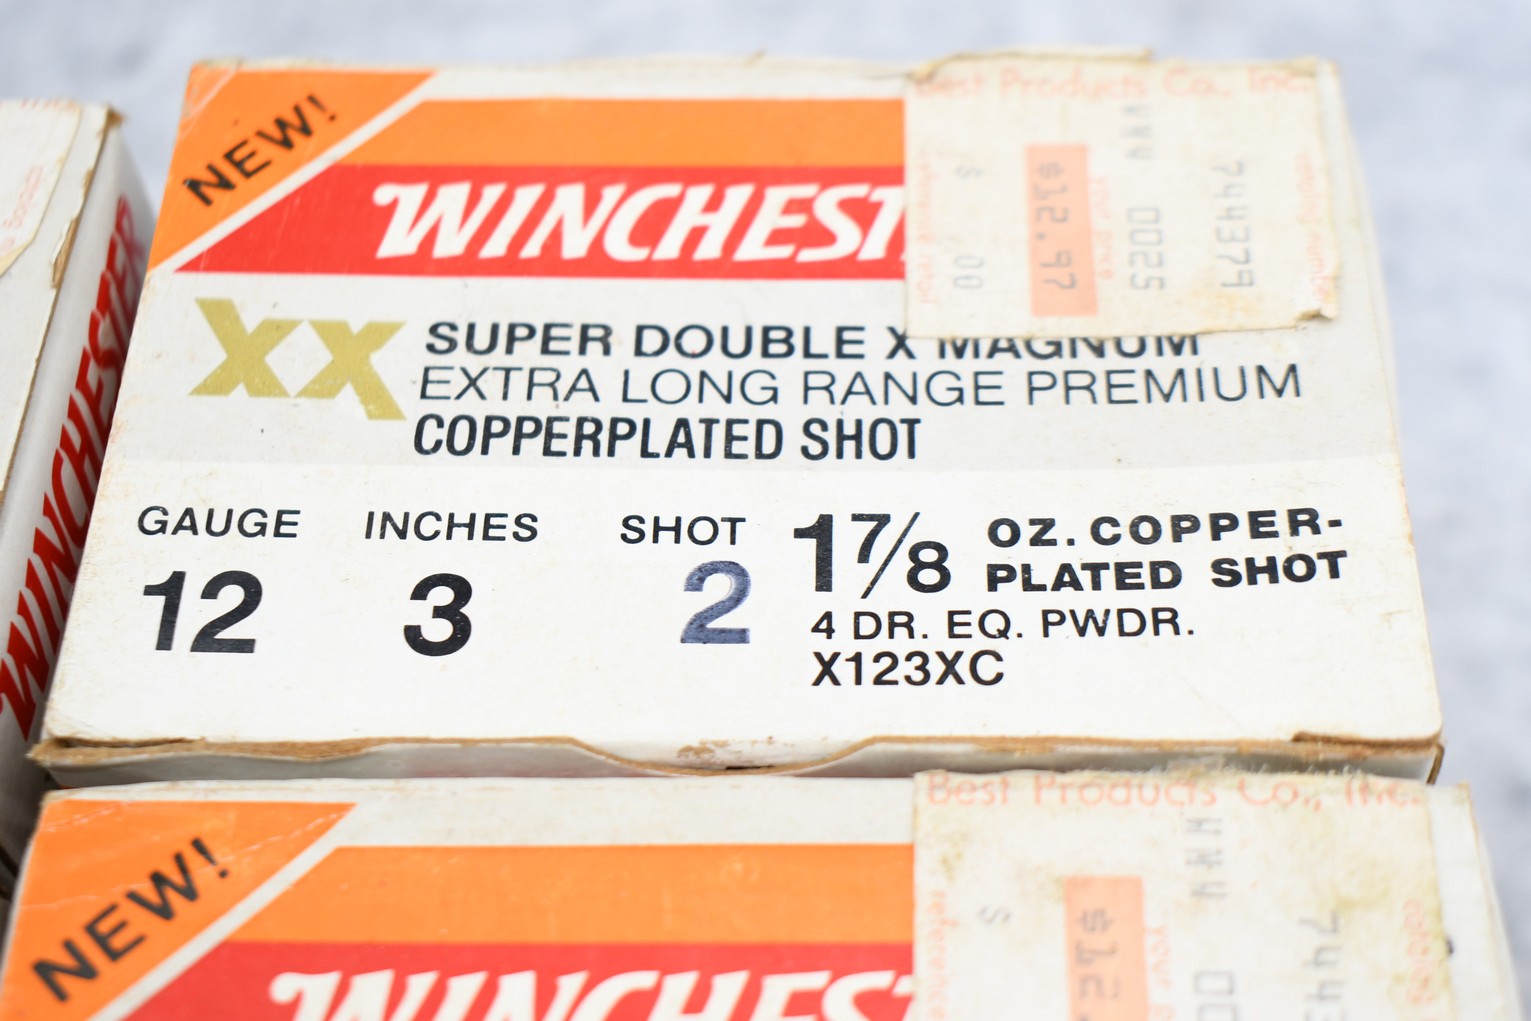 NEW!
WINCHEST
Best Products Co., Inc.
744379
0025
$12.97
$ .00
XX SUPER DOUBLE X MAGNUM
EXTRA LONG RANGE PREMIUM
COPPERPLATED SHOT
GAUGE INCHES SHOT
12 3 2
1 7/8 OZ. COPPER-
PLATED SHOT
4 DR. EQ. PWDR.
X123XC
WINCHESTER
NEW!
WINCHEST
Best Products Co., Inc.
reference